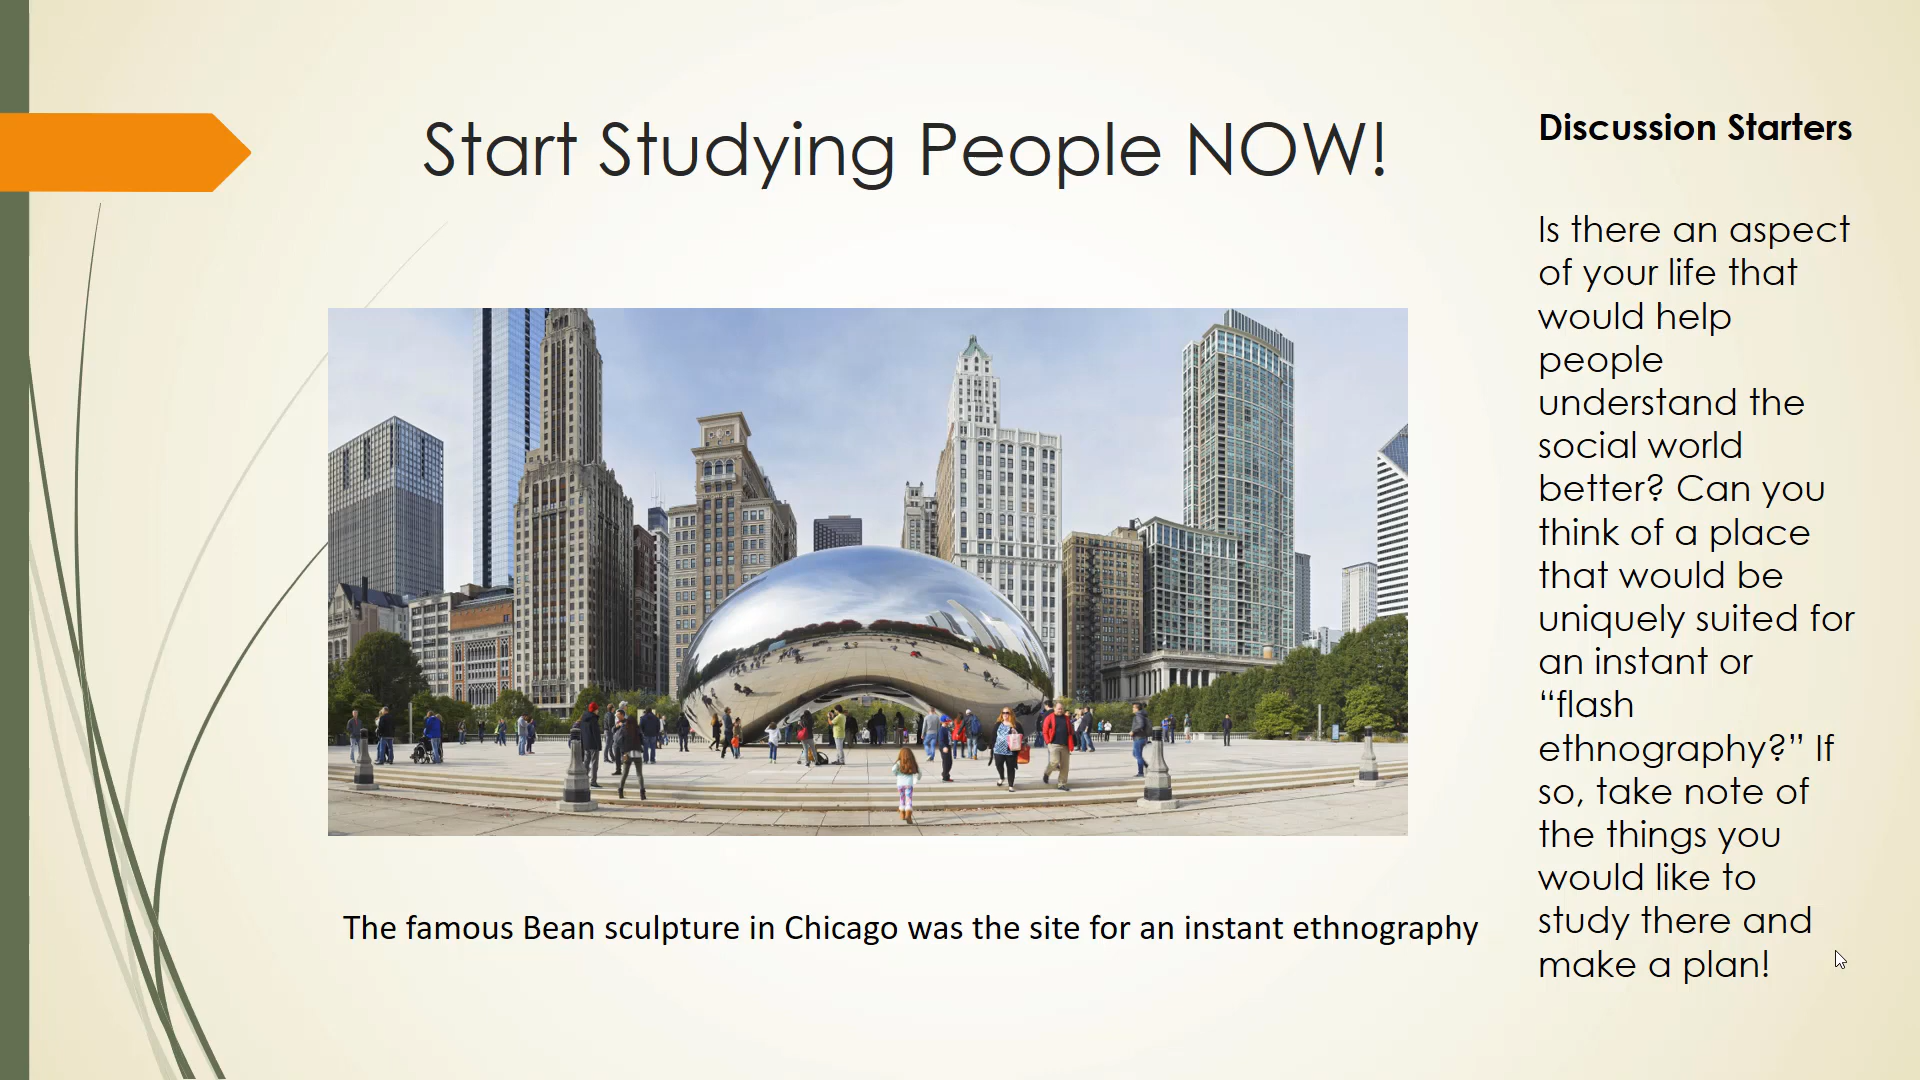 Start Studying People NOW!
The famous Bean sculpture in Chicago was the site for an instant ethnography
Discussion Starters
Is there an aspect
of your life that
would help
people
understand the
social world
better? Can you
think of a place
that would be
uniquely suited for
an instant or
“flash
ethnography?” If
so, take note of
the things you
would like to
study there and
make a plan!